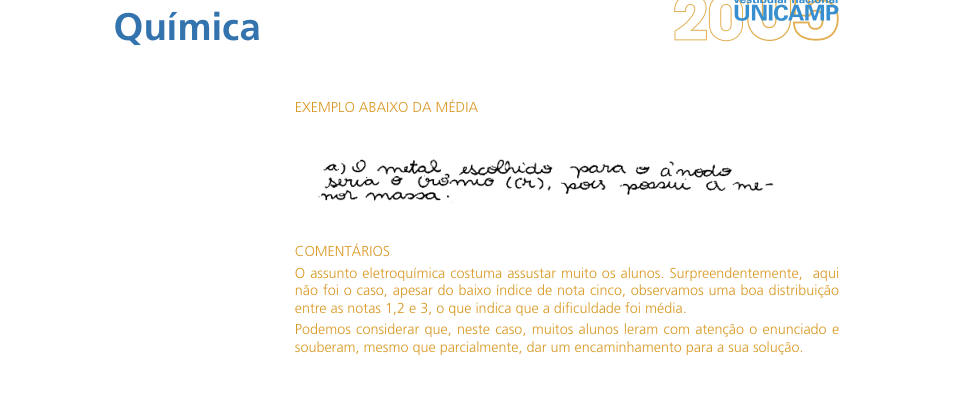 vestibular nacional
Química
UNICAMP
2005
EXEMPLO ABAIXO DA MÉDIA
a) O metal, escolhido para o ânodo
seria o crômio (Cr), pois possui a me-
nor massa.
COMENTÁRIOS
O assunto eletroquímica costuma assustar muito os alunos. Surpreendentemente, aqui
não foi o caso, apesar do baixo índice de nota cinco, observamos uma boa distribuição
entre as notas 1,2 e 3, o que indica que a dificuldade foi média.
Podemos considerar que, neste caso, muitos alunos leram com atenção o enunciado e
souberam, mesmo que parcialmente, dar um encaminhamento para a sua solução.